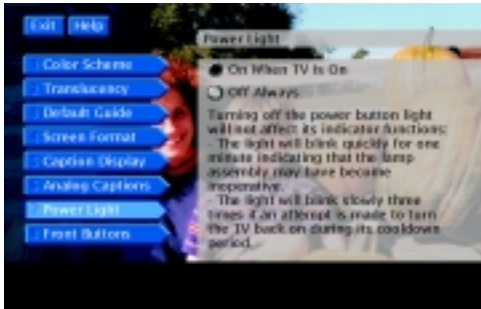 Exit Help
Power Light
Color Scheme
Translucency
Default Guide
Screen Format
Caption Display
Analog Captions
Power Light
Front Buttons
On When TV Is On
Off Always
Turning off the power button light
will not affect its indicator functions:
- The light will blink quickly for one
minute indicating that the lamp
assembly may have become
inoperative.
- The light will blink slowly three
times if an attempt is made to turn
the TV back on during its cooldown
period.